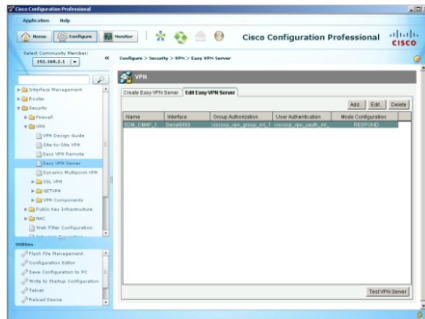 Cisco Configuration Professional
Application Help
Home Configure Monitor Cisco Configuration Professional CISCO
Select Community Member:
192.168.2.1
Configure > Security > VPN > Easy VPN Server
VPN
Create Easy VPN Server Edit Easy VPN Server
Add... Edit... Delete
Name Interface Group Authorization User Authentication Mode Configuration
RESPOND
Interface Management
Router
Security
Firewall
VPN
VPN Design Guide
Site-to-Site VPN
Easy VPN Remote
Easy VPN Server
Dynamic Multipoint VPN
SSL VPN
GETVPN
VPN Components
Public Key Infrastructure
NAC
Web Filter Configuration
Utilities
Flash File Management
Configuration Editor
Save Configuration to PC
Write to Startup Configuration
Telnet
Reload Device
Test VPN Server